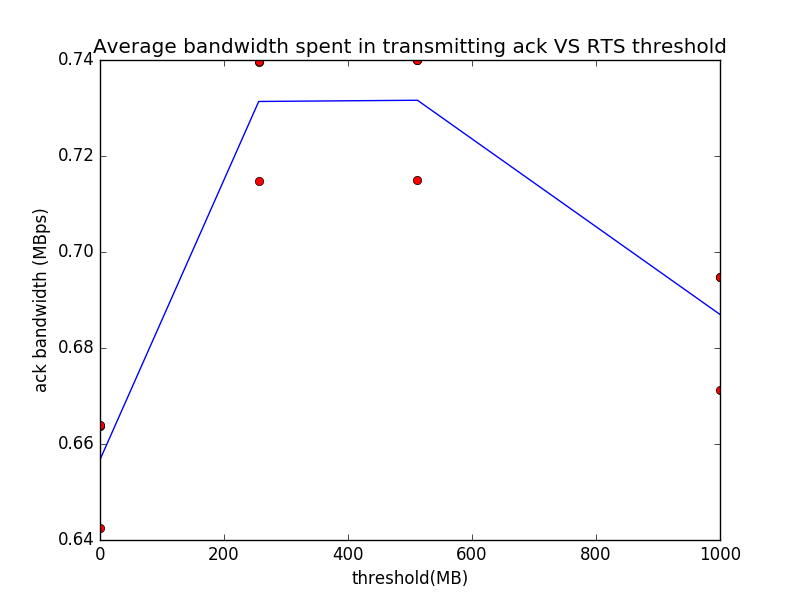 Average bandwidth spent in transmitting ack VS RTS threshold
0.74
0.72
0.70
0.68
0.66
0.64
ack bandwidth (MBps)
0 200 400 600 800 1000
threshold(MB)